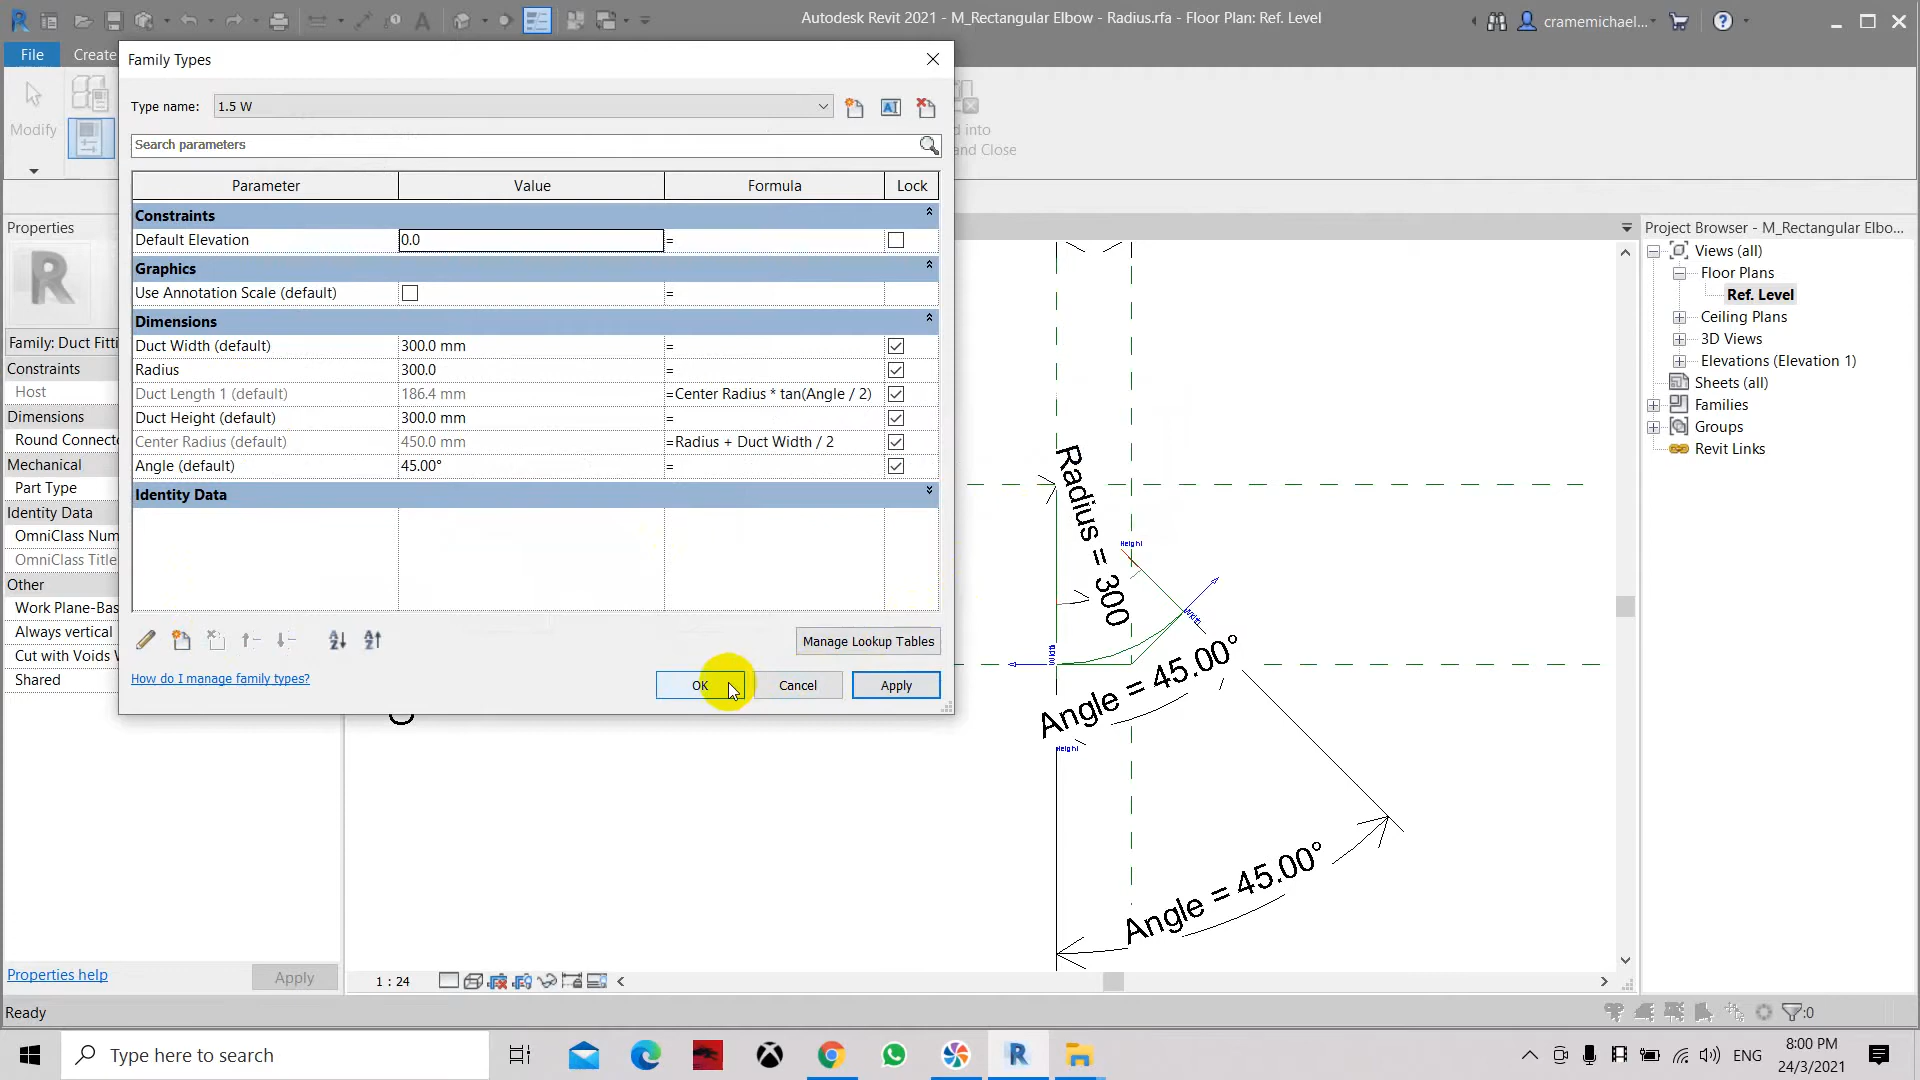 Autodesk Revit 2021 - M_Rectangular Elbow - Radius.rfa - Floor Plan: Ref. Level
cramemichael...
File
Create
Modify
Family Types
Type name:
1.5 W
Search parameters
Parameter
Value
Formula
Lock
Constraints
Default Elevation
0.0
=
Graphics
Use Annotation Scale (default)
=
Dimensions
Duct Width (default)
300.0 mm
=
Radius
300.0
=
Duct Length 1 (default)
186.4 mm
=Center Radius * tan(Angle / 2)
Duct Height (default)
300.0 mm
=
Center Radius (default)
450.0 mm
=Radius + Duct Width / 2
Angle (default)
45.00°
=
Identity Data
Manage Lookup Tables
How do I manage family types?
OK
Cancel
Apply
d into
and Close
Properties
Family: Duct Fitti
Constraints
Host
Dimensions
Round Connecto
Mechanical
Part Type
Identity Data
OmniClass Num
OmniClass Title
Other
Work Plane-Bas
Always vertical
Cut with Voids W
Shared
Properties help
Apply
Radius = 300
Height
Width
Width
Angle = 45.00°
Height
Angle = 45.00°
Project Browser - M_Rectangular Elbo...
Views (all)
Floor Plans
Ref. Level
Ceiling Plans
3D Views
Elevations (Elevation 1)
Sheets (all)
Families
Groups
Revit Links
1 : 24
Ready
:0
Type here to search
ENG
8:00 PM
24/3/2021